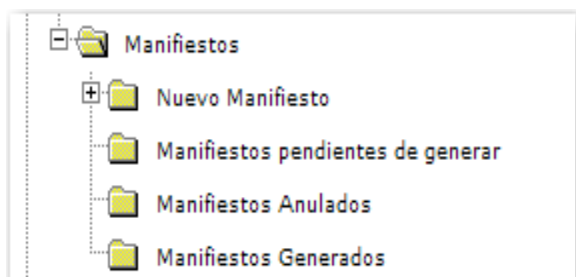 Manifiestos
Nuevo Manifiesto
Manifiestos pendientes de generar
Manifiestos Anulados
Manifiestos Generados